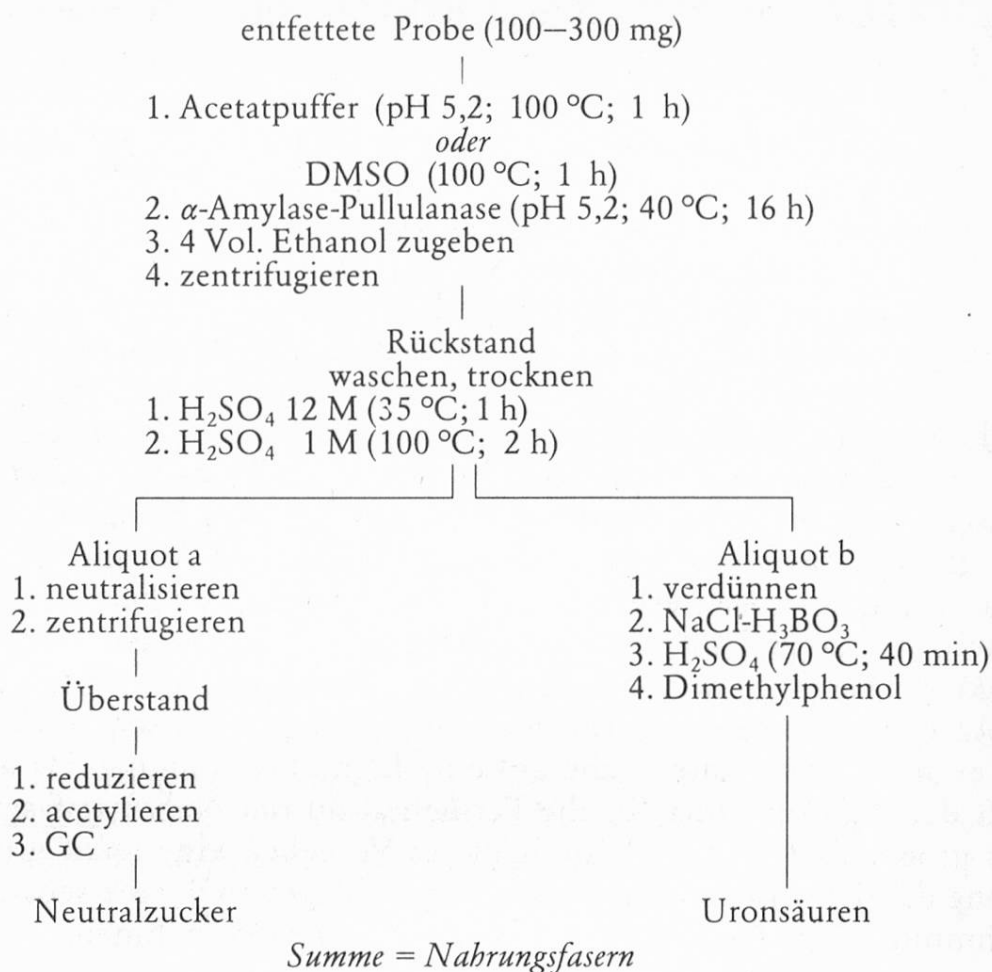 entfettete Probe (100–300 mg)
1. Acetatpuffer (pH 5,2; 100 °C; 1 h)
oder
DMSO (100 °C; 1 h)
2. α-Amylase-Pullulanase (pH 5,2; 40 °C; 16 h)
3. 4 Vol. Ethanol zugeben
4. zentrifugieren
Rückstand
waschen, trocknen
1. H₂SO₄ 12 M (35 °C; 1 h)
2. H₂SO₄ 1 M (100 °C; 2 h)
Aliquot a
1. neutralisieren
2. zentrifugieren
Überstand
1. reduzieren
2. acetylieren
3. GC
Neutralzucker
Aliquot b
1. verdünnen
2. NaCl-H₃BO₃
3. H₂SO₄ (70 °C; 40 min)
4. Dimethylphenol
Uronsäuren
Summe = Nahrungsfasern